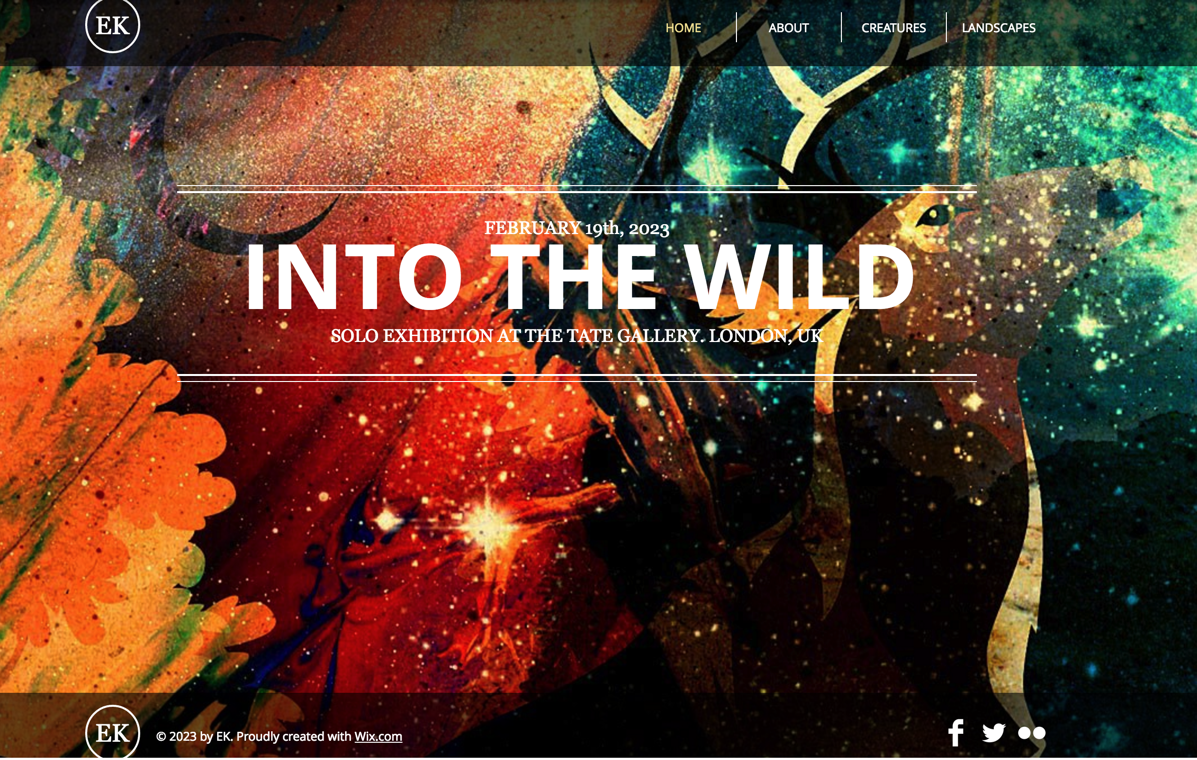 EK
HOME
ABOUT
CREATURES
LANDSCAPES
FEBRUARY 19th, 2023
INTO THE WILD
SOLO EXHIBITION AT THE TATE GALLERY. LONDON, UK
EK
© 2023 by EK. Proudly created with Wix.com